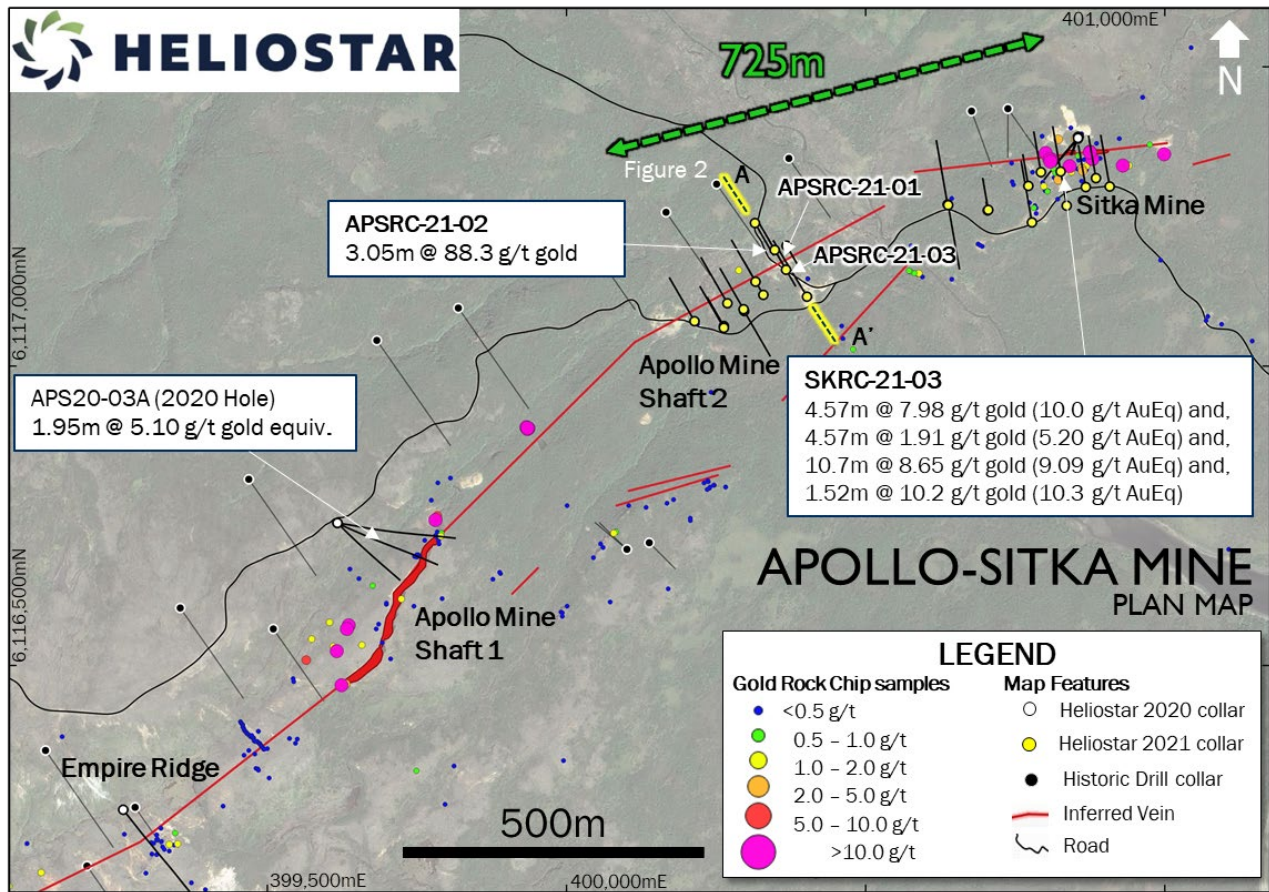 HELIOSTAR
401,000mE
725m
N
Figure 2
A
APSRC-21-01
APSRC-21-02
3.05m @ 88.3 g/t gold
Sitka Mine
APSRC-21-03
6,117,000mN
A'
Apollo Mine
Shaft 2
SKRC-21-03
4.57m @ 7.98 g/t gold (10.0 g/t AuEq) and,
4.57m @ 1.91 g/t gold (5.20 g/t AuEq) and,
10.7m @ 8.65 g/t gold (9.09 g/t AuEq) and,
1.52m @ 10.2 g/t gold (10.3 g/t AuEq)
APS20-03A (2020 Hole)
1.95m @ 5.10 g/t gold equiv.
APOLLO-SITKA MINE
PLAN MAP
6,116,500mN
Apollo Mine
Shaft 1
LEGEND
Gold Rock Chip samples
<0.5 g/t
0.5 – 1.0 g/t
1.0 – 2.0 g/t
2.0 – 5.0 g/t
5.0 – 10.0 g/t
>10.0 g/t
Map Features
Heliostar 2020 collar
Heliostar 2021 collar
Historic Drill collar
Inferred Vein
Road
Empire Ridge
500m
399,500mE
400,000mE